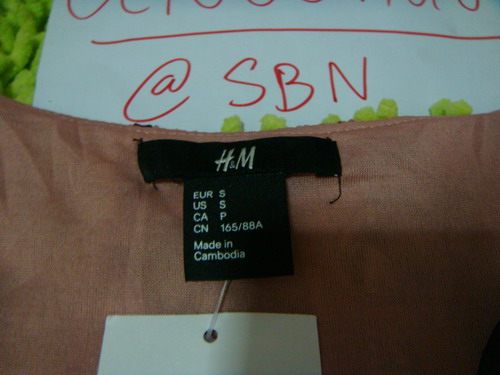 @ SBN
H&M
EUR S
US S
CA P
CN 165/88A
Made in
Cambodia